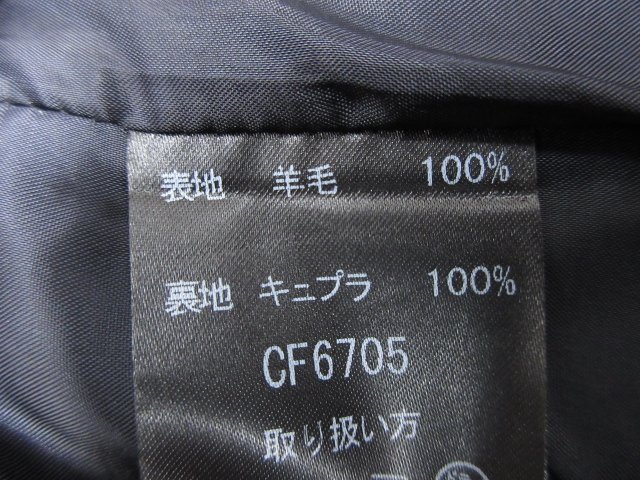 表地 羊毛 100%
裏地 キュプラ 100%
CF6705
取り扱い方